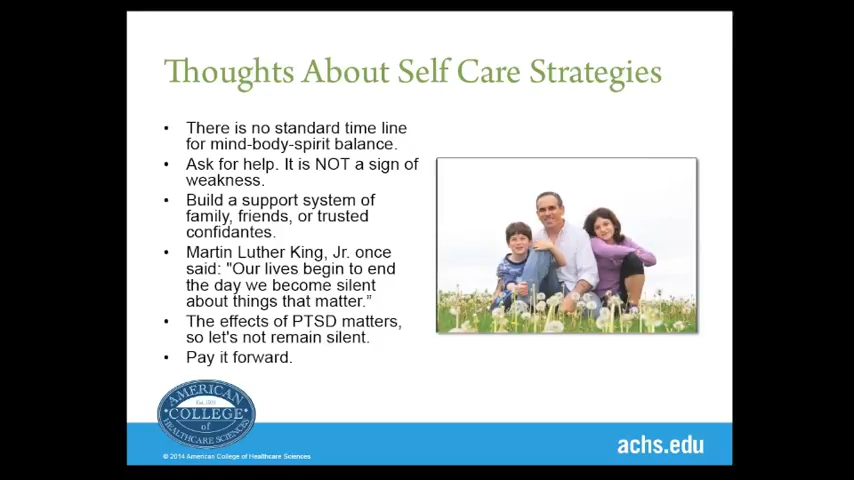 Thoughts About Self Care Strategies
• There is no standard time line
for mind-body-spirit balance.
• Ask for help. It is NOT a sign of
weakness.
• Build a support system of
family, friends, or trusted
confidantes.
• Martin Luther King, Jr. once
said: "Our lives begin to end
the day we become silent
about things that matter.”
• The effects of PTSD matters,
so let's not remain silent.
• Pay it forward.
AMERICAN
COLLEGE
of
HEALTHCARE SCIENCES
achs.edu
© 2014 American College of Healthcare Sciences